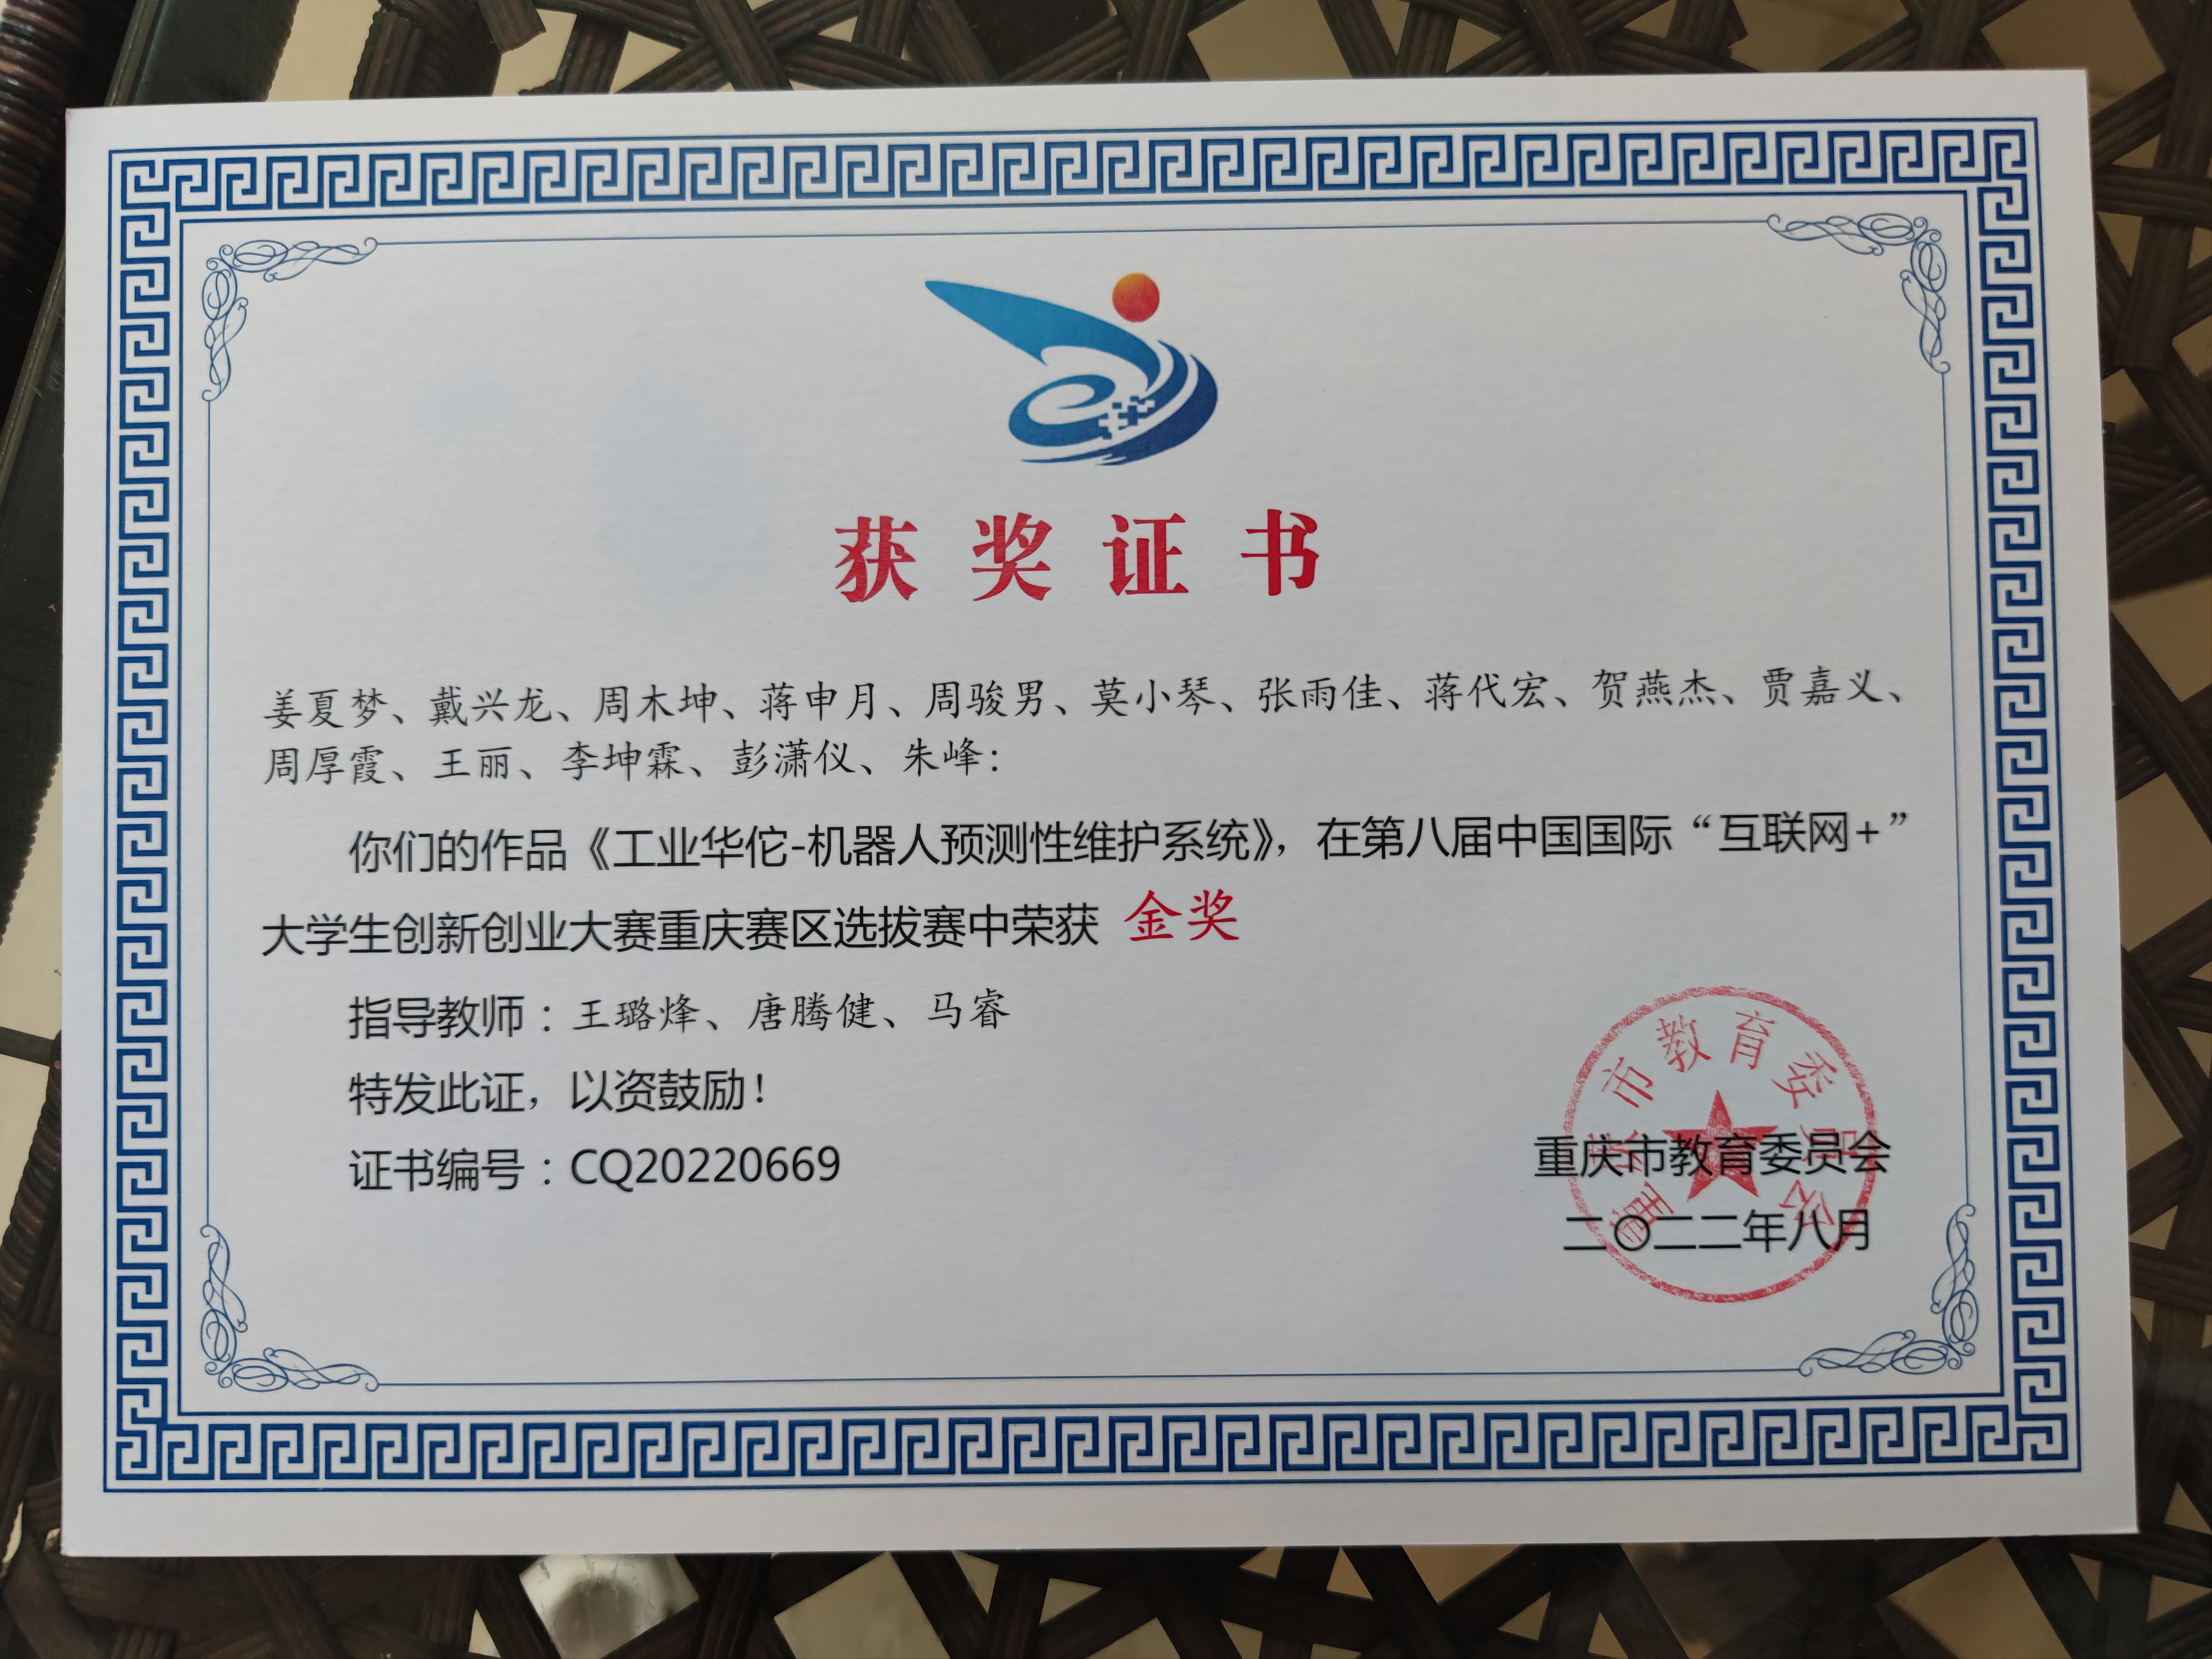 获奖证书
姜夏梦、戴兴龙、周木坤、蒋申月、周骏男、莫小琴、张雨佳、蒋代宏、贺燕杰、贾嘉义、
周厚霞、王丽、李坤霖、彭潇仪、朱峰：
你们的作品《工业华佗-机器人预测性维护系统》，在第八届中国国际“互联网+”
大学生创新创业大赛重庆赛区选拔赛中荣获 金奖
指导教师：王璐烽、唐腾健、马睿
特发此证，以资鼓励！
证书编号：CQ20220669
重庆市教育委员会
重庆市教育委员会
二〇二二年八月